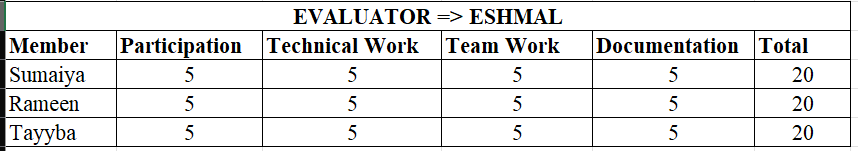 EVALUATOR => ESHMAL
Member Participation Technical Work Team Work Documentation Total
Sumaiya 5 5 5 5 20
Rameen 5 5 5 5 20
Tayyba 5 5 5 5 20